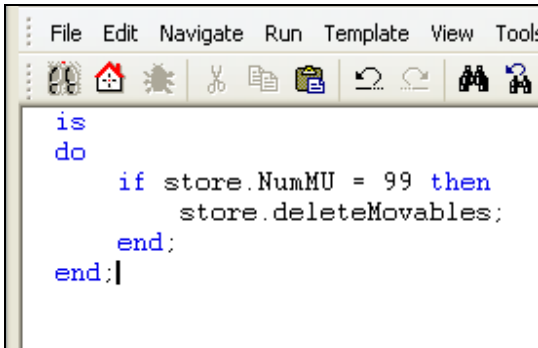 File Edit Navigate Run Template View Tools
is
do
if store.NumMU = 99 then
store.deleteMovables;
end;
end;